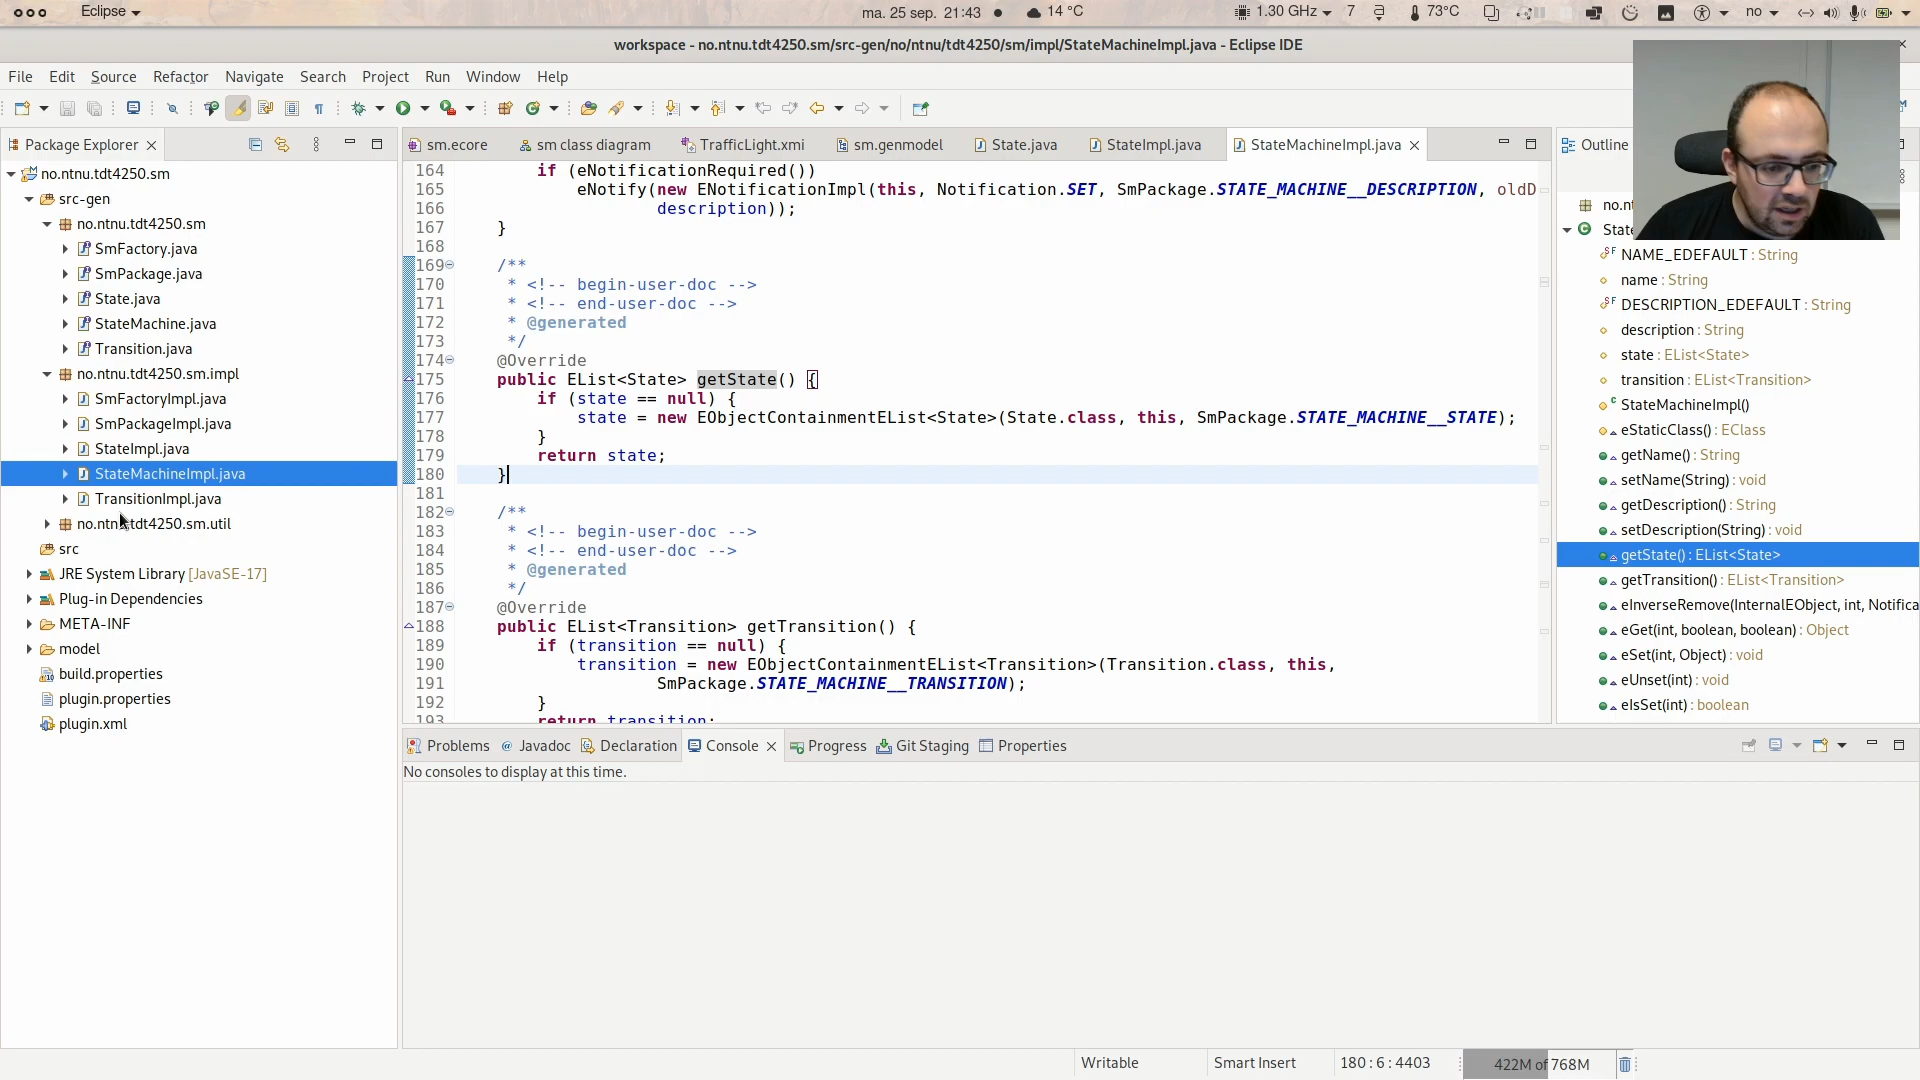 Eclipse
ma. 25 sep. 21:43
14 °C
1.30 GHz
7
73°C
no
workspace - no.ntnu.tdt4250.sm/src-gen/no/ntnu/tdt4250/sm/impl/StateMachineImpl.java - Eclipse IDE
File Edit Source Refactor Navigate Search Project Run Window Help
Package Explorer
no.ntnu.tdt4250.sm
src-gen
no.ntnu.tdt4250.sm
SmFactory.java
SmPackage.java
State.java
StateMachine.java
Transition.java
no.ntnu.tdt4250.sm.impl
SmFactoryImpl.java
SmPackageImpl.java
StateImpl.java
StateMachineImpl.java
TransitionImpl.java
no.ntnu.tdt4250.sm.util
src
JRE System Library [JavaSE-17]
Plug-in Dependencies
META-INF
model
build.properties
plugin.properties
plugin.xml
sm.ecore
sm class diagram
TrafficLight.xmi
sm.genmodel
State.java
StateImpl.java
StateMachineImpl.java
164 if (eNotificationRequired())
165 eNotify(new ENotificationImpl(this, Notification.SET, SmPackage.STATE_MACHINE__DESCRIPTION, oldD
166 description));
167 }
168
169 /**
170 * <!-- begin-user-doc -->
171 * <!-- end-user-doc -->
172 * @generated
173 */
174 @Override
175 public EList<State> getState() {
176 if (state == null) {
177 state = new EObjectContainmentEList<State>(State.class, this, SmPackage.STATE_MACHINE__STATE);
178 }
179 return state;
180 }
181
182 /**
183 * <!-- begin-user-doc -->
184 * <!-- end-user-doc -->
185 * @generated
186 */
187 @Override
188 public EList<Transition> getTransition() {
189 if (transition == null) {
190 transition = new EObjectContainmentEList<Transition>(Transition.class, this,
191 SmPackage.STATE_MACHINE__TRANSITION);
192 }
193 return transition;
Outline
no.nt
State
NAME_EDEFAULT : String
name : String
DESCRIPTION_EDEFAULT : String
description : String
state : EList<State>
transition : EList<Transition>
StateMachineImpl()
eStaticClass() : EClass
getName() : String
setName(String) : void
getDescription() : String
setDescription(String) : void
getState() : EList<State>
getTransition() : EList<Transition>
eInverseRemove(InternalEObject, int, Notifica
eGet(int, boolean, boolean) : Object
eSet(int, Object) : void
eUnset(int) : void
eIsSet(int) : boolean
Problems
Javadoc
Declaration
Console
Progress
Git Staging
Properties
No consoles to display at this time.
Writable
Smart Insert
180 : 6 : 4403
422M of 768M